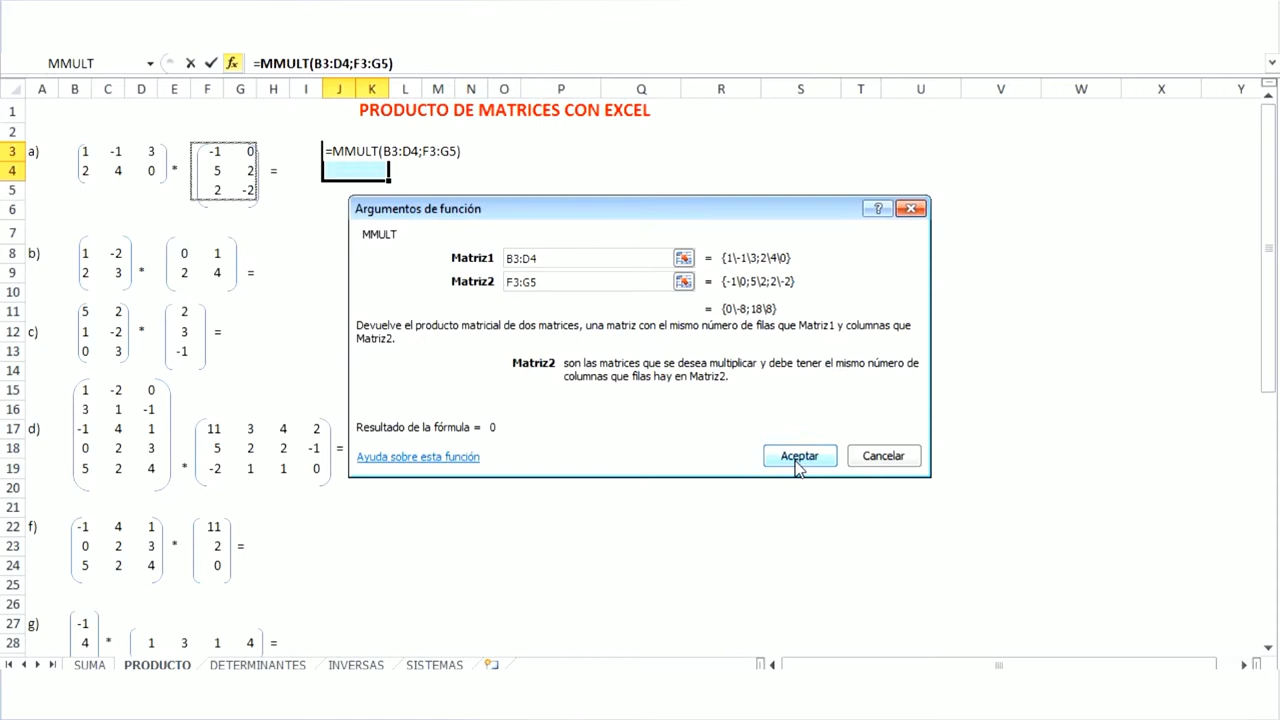 MMULT =MMULT(B3:D4;F3:G5)
A B C D E F G H I J K L M N O P Q R S T U V W X Y
1 PRODUCTO DE MATRICES CON EXCEL
2
3 a) 1 -1 3 -1 0 =MMULT(B3:D4;F3:G5)
4 2 4 0 * 5 2 =
5 2 -2
6
Argumentos de función
MMULT
Matriz1 B3:D4 = {1\-1\3;2\4\0}
Matriz2 F3:G5 = {-1\0;5\2;2\-2}
= {0\-8;18\8}
Devuelve el producto matricial de dos matrices, una matriz con el mismo número de filas que Matriz1 y columnas que
Matriz2.
Matriz2 son las matrices que se desea multiplicar y debe tener el mismo número de
columnas que filas hay en Matriz2.
Resultado de la fórmula = 0
Ayuda sobre esta función
Aceptar Cancelar
7
8 b) 1 -2 0 1
9 2 3 * 2 4 =
10
11 5 2 2
12 c) 1 -2 * 3 =
13 0 3 -1
14
15 1 -2 0
16 3 1 -1
17 d) -1 4 1 11 3 4 2
18 0 2 3 5 2 2 -1 =
19 5 2 4 * -2 1 1 0
20
21
22 f) -1 4 1 11
23 0 2 3 * 2 =
24 5 2 4 0
25
26
27 g) -1
28 4 * 1 3 1 4 =
SUMA PRODUCTO DETERMINANTES INVERSAS SISTEMAS